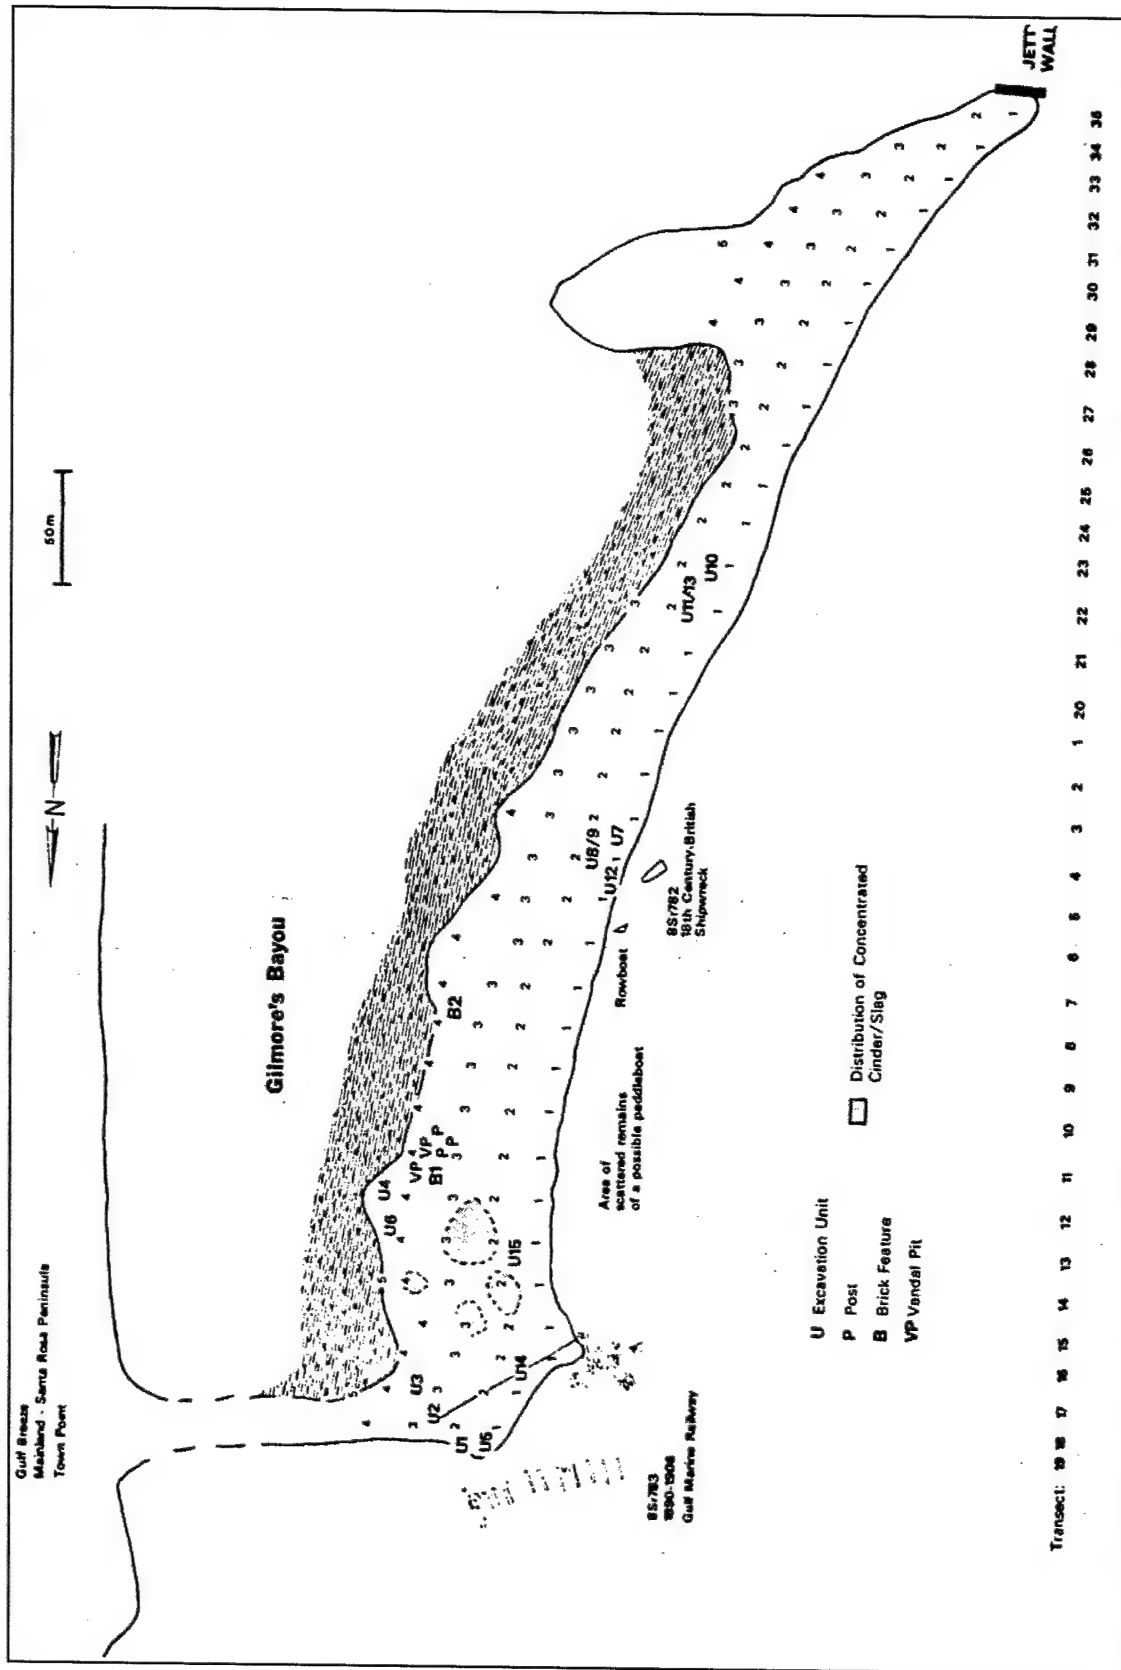 Gulf Breeze
Mainland - Santa Rosa Peninsula
Town Point
N
50m
Gilmore's Bayou
JETT
WALL
U1
U5
U2
U3
U14
U6
U4
U15
VP
VP
B1
P
P
P
B2
U12
U8/9
U7
U11/13
U10
8Sr783
1890-1906
Gulf Marine Railway
Area of
scattered remains
of a possible paddleboat
Rowboat
8Sr782
18th Century British
Shipwreck
U Excavation Unit
P Post
B Brick Feature
VP Vandal Pit
Distribution of Concentrated
Cinder/Slag
Transect: 19 18 17 16 15 14 13 12 11 10 9 8 7 6 5 4 3 2 1 20 21 22 23 24 25 26 27 28 29 30 31 32 33 34 35